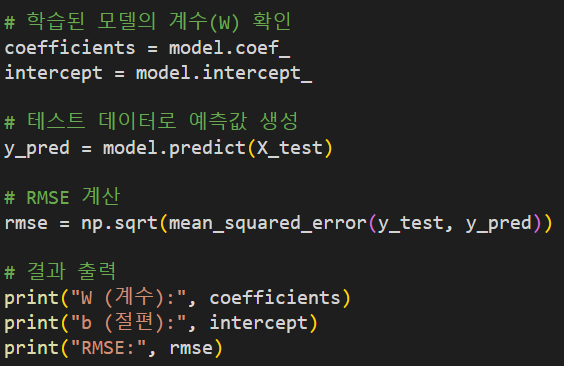 # 학습된 모델의 계수(W) 확인
coefficients = model.coef_
intercept = model.intercept_
# 테스트 데이터로 예측값 생성
y_pred = model.predict(X_test)
# RMSE 계산
rmse = np.sqrt(mean_squared_error(y_test, y_pred))
# 결과 출력
print("W (계수):", coefficients)
print("b (절편):", intercept)
print("RMSE:", rmse)